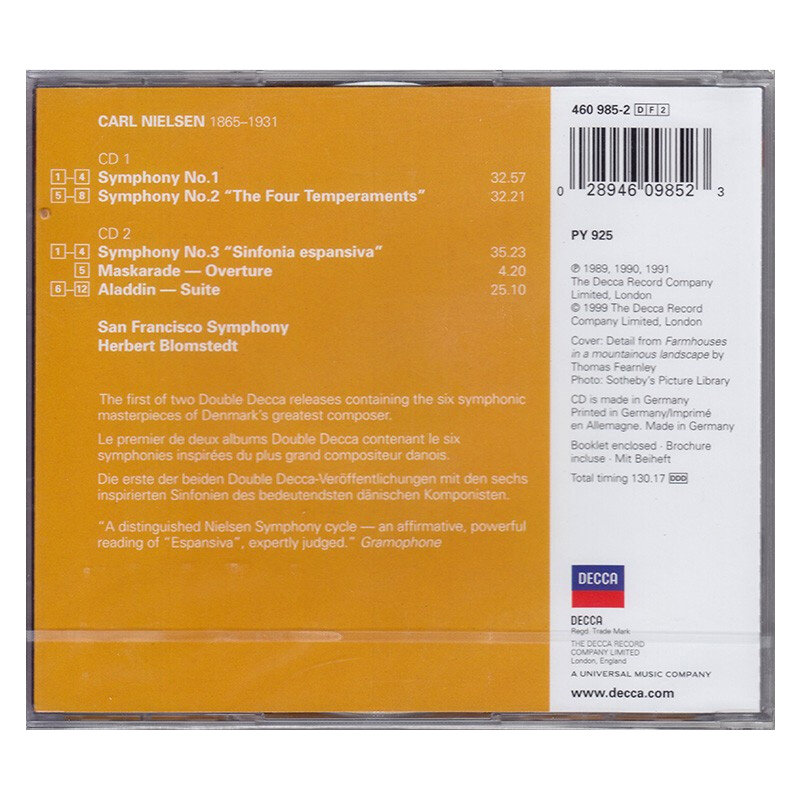 CARL NIELSEN 1865–1931
CD 1
1–4 Symphony No.1 32.57
5–8 Symphony No.2 “The Four Temperaments” 32.21
CD 2
1–4 Symphony No.3 “Sinfonia espansiva” 35.23
5 Maskarade — Overture 4.20
6–12 Aladdin — Suite 25.10
San Francisco Symphony
Herbert Blomstedt
The first of two Double Decca releases containing the six symphonic
masterpieces of Denmark’s greatest composer.
Le premier de deux albums Double Decca contenant le six
symphonies inspirées du plus grand compositeur danois.
Die erste der beiden Double Decca-Veröffentlichungen mit den sechs
inspirierten Sinfonien des bedeutendsten dänischen Komponisten.
“A distinguished Nielsen Symphony cycle — an affirmative, powerful
reading of “Espansiva”, expertly judged.” Gramophone
460 985-2 DF2
0 28946 09852 3
PY 925
℗ 1989, 1990, 1991
The Decca Record Company
Limited, London
© 1999 The Decca Record
Company Limited, London
Cover: Detail from Farmhouses
in a mountainous landscape by
Thomas Fearnley
Photo: Sotheby’s Picture Library
CD is made in Germany
Printed in Germany/Imprimé
en Allemagne. Made in Germany
Booklet enclosed · Brochure
incluse · Mit Beiheft
Total timing 130.17 DDD
DECCA
DECCA
Regd. Trade Mark
THE DECCA RECORD
COMPANY LIMITED
London, England
A UNIVERSAL MUSIC COMPANY
www.decca.com